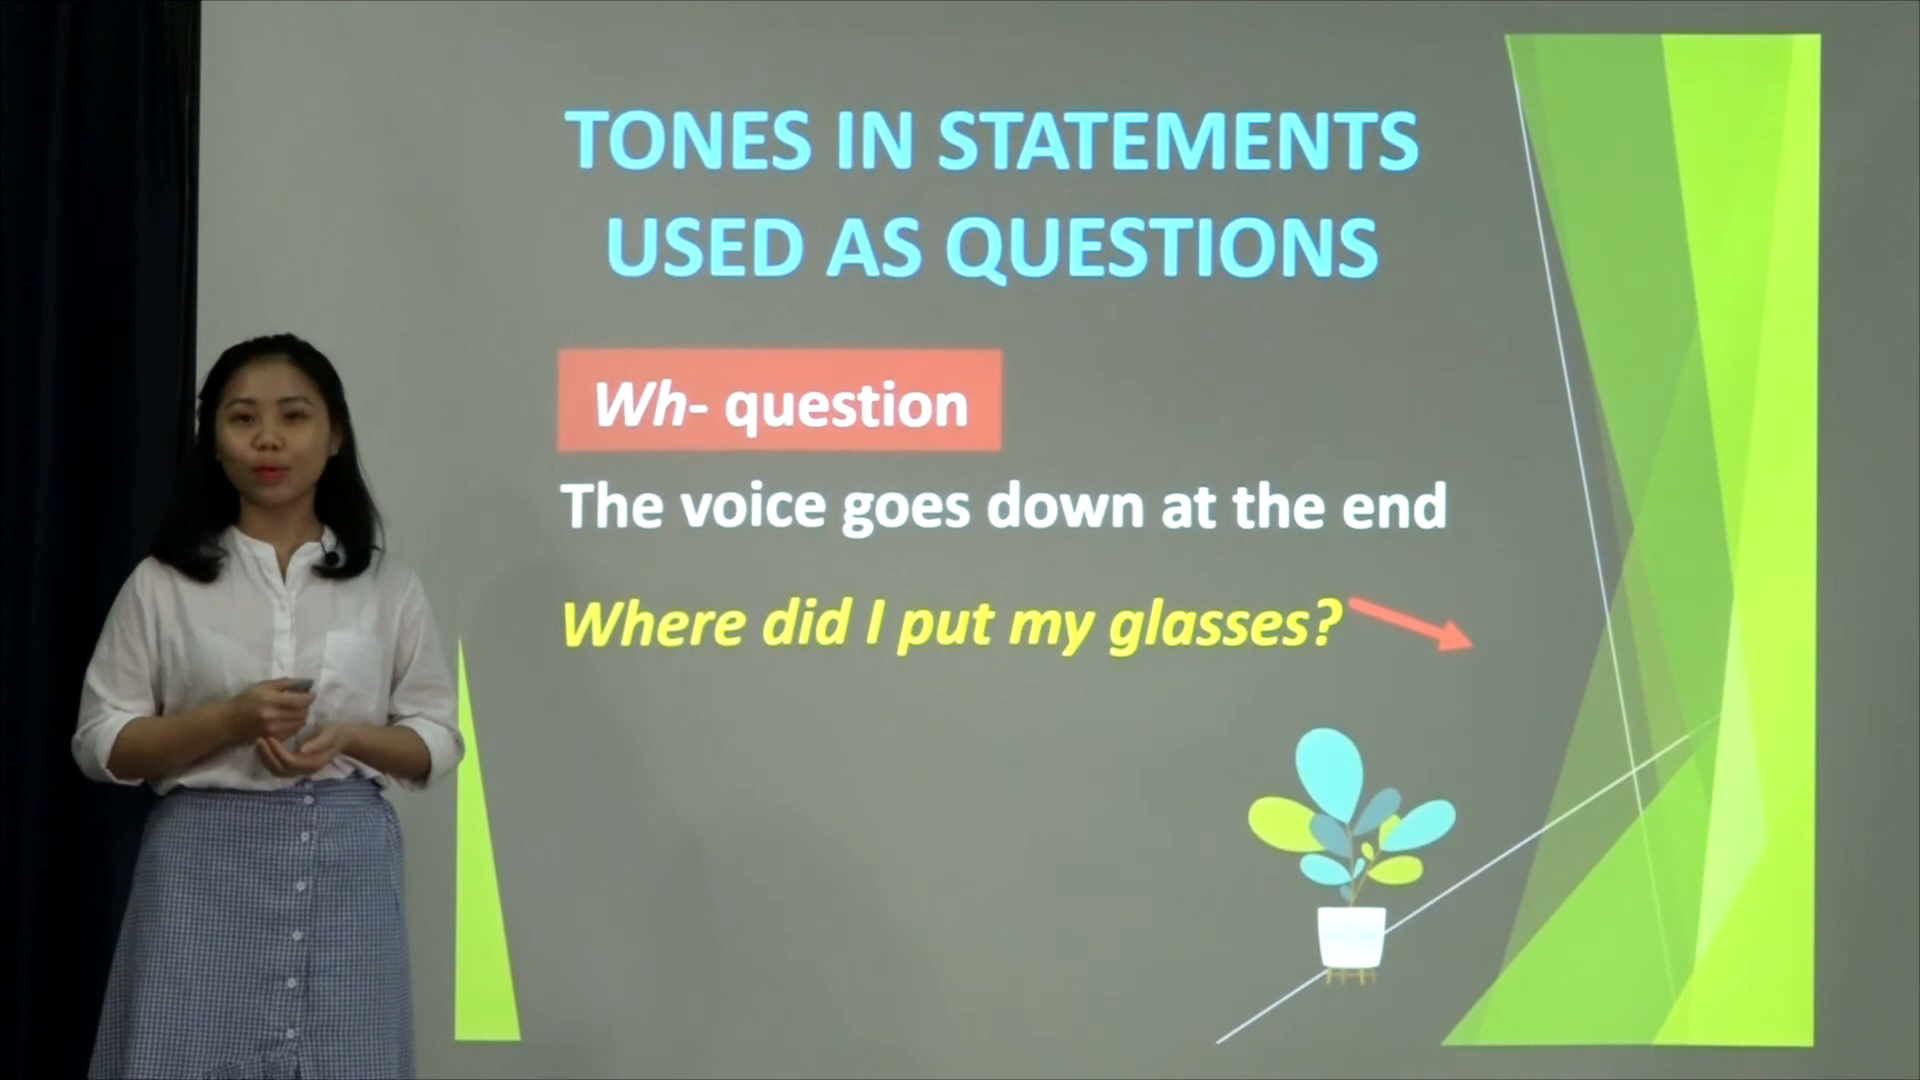 TONES IN STATEMENTS
USED AS QUESTIONS
Wh- question
The voice goes down at the end
Where did I put my glasses?